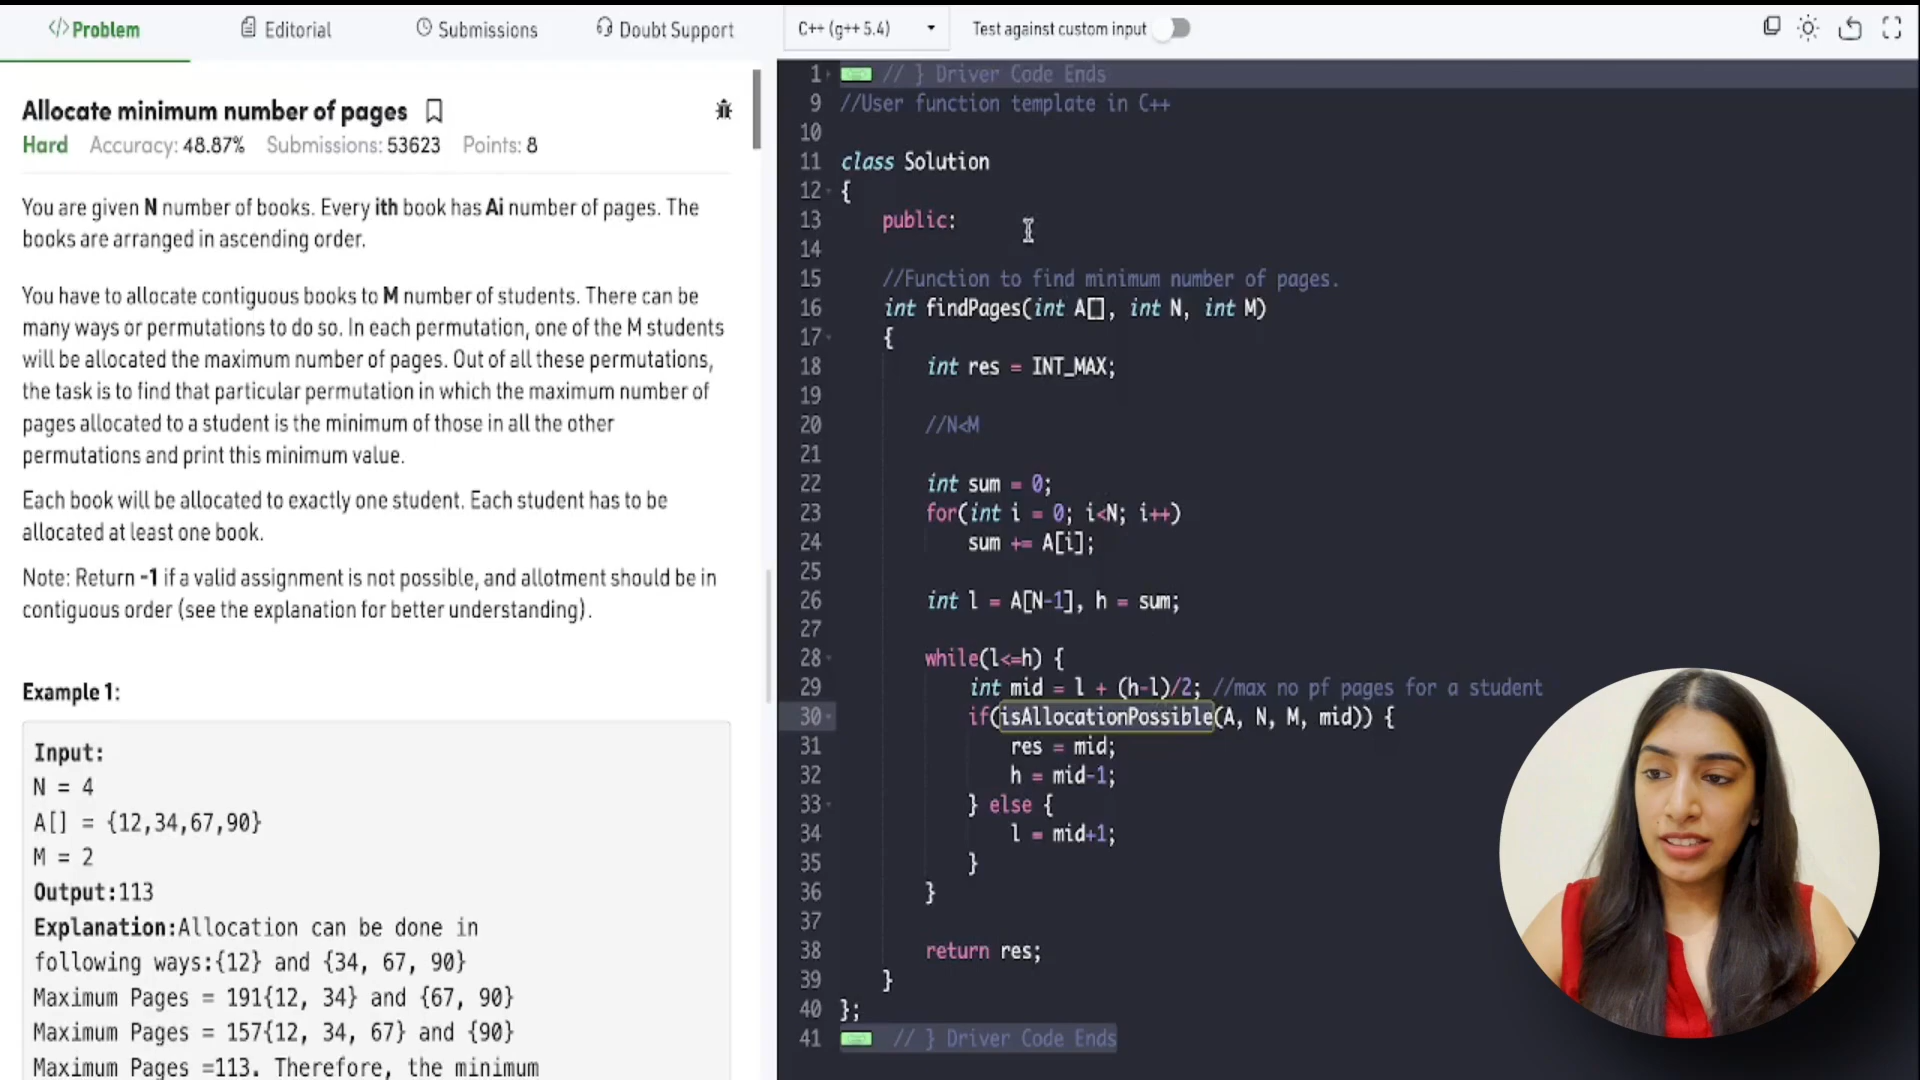 </>Problem
Editorial
Submissions
Doubt Support
C++ (g++ 5.4)
Test against custom input
Allocate minimum number of pages
Hard Accuracy: 48.87% Submissions: 53623 Points: 8
You are given N number of books. Every ith book has Ai number of pages. The
books are arranged in ascending order.
You have to allocate contiguous books to M number of students. There can be
many ways or permutations to do so. In each permutation, one of the M students
will be allocated the maximum number of pages. Out of all these permutations,
the task is to find that particular permutation in which the maximum number of
pages allocated to a student is the minimum of those in all the other
permutations and print this minimum value.
Each book will be allocated to exactly one student. Each student has to be
allocated at least one book.
Note: Return -1 if a valid assignment is not possible, and allotment should be in
contiguous order (see the explanation for better understanding).
Example 1:
Input:
N = 4
A[] = {12,34,67,90}
M = 2
Output:113
Explanation:Allocation can be done in
following ways:{12} and {34, 67, 90}
Maximum Pages = 191{12, 34} and {67, 90}
Maximum Pages = 157{12, 34, 67} and {90}
Maximum Pages =113. Therefore, the minimum
1 // } Driver Code Ends
9 //User function template in C++
10
11 class Solution
12 {
13 public:
14
15 //Function to find minimum number of pages.
16 int findPages(int A[], int N, int M)
17 {
18 int res = INT_MAX;
19
20 //N<M
21
22 int sum = 0;
23 for(int i = 0; i<N; i++)
24 sum += A[i];
25
26 int l = A[N-1], h = sum;
27
28 while(l<=h) {
29 int mid = l + (h-l)/2; //max no pf pages for a student
30 if(isAllocationPossible(A, N, M, mid)) {
31 res = mid;
32 h = mid-1;
33 } else {
34 l = mid+1;
35 }
36 }
37
38 return res;
39 }
40 };
41 // } Driver Code Ends